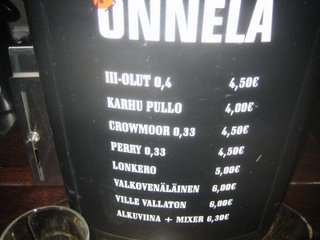 ONNELA
III-OLUT 0,4 4,50€
KARHU PULLO 4,00€
CROWMOOR 0,33 4,50€
PERRY 0,33 4,50€
LONKERO 5,00€
VALKOVENÄLÄINEN 6,00€
VILLE VALLATON 6,00€
ALKUVIINA + MIXER 6,30€